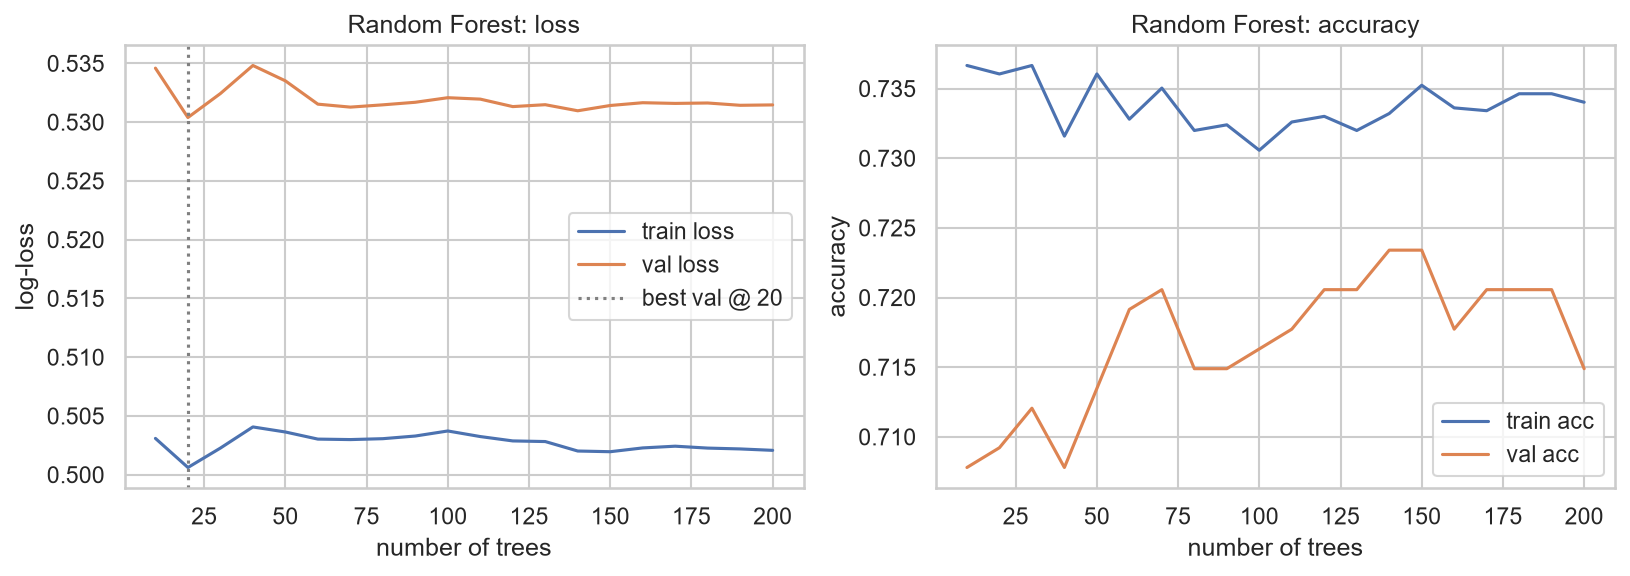 Random Forest: loss
0.535
0.530
0.525
0.520
0.515
0.510
0.505
0.500
log-loss
train loss
val loss
best val @ 20
25 50 75 100 125 150 175 200
number of trees
Random Forest: accuracy
0.735
0.730
0.725
0.720
0.715
0.710
accuracy
train acc
val acc
25 50 75 100 125 150 175 200
number of trees